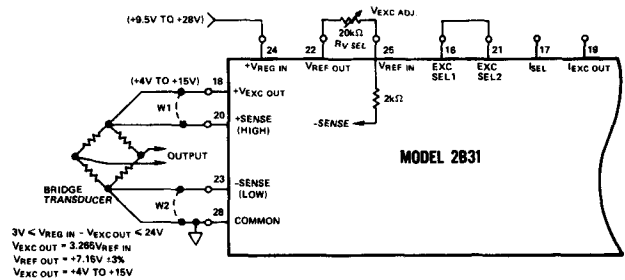 (+9.5V TO +28V)
VEXC ADJ.
20kΩ
RV SEL
24
22
25
16
21
17
19
+VREG IN
VREF OUT
VREF IN
EXC SEL1
EXC SEL2
ISEL
IEXC OUT
(+4V TO +15V)
18
+VEXC OUT
W1
20
+SENSE
(HIGH)
2kΩ
-SENSE
OUTPUT
MODEL 2B31
BRIDGE
TRANSDUCER
23
-SENSE
(LOW)
W2
28
COMMON
3V < VREG IN - VEXC OUT ≤ 24V
VEXC OUT = 3.265VREF IN
VREF OUT = +7.15V ±3%
VEXC OUT = +4V TO +15V